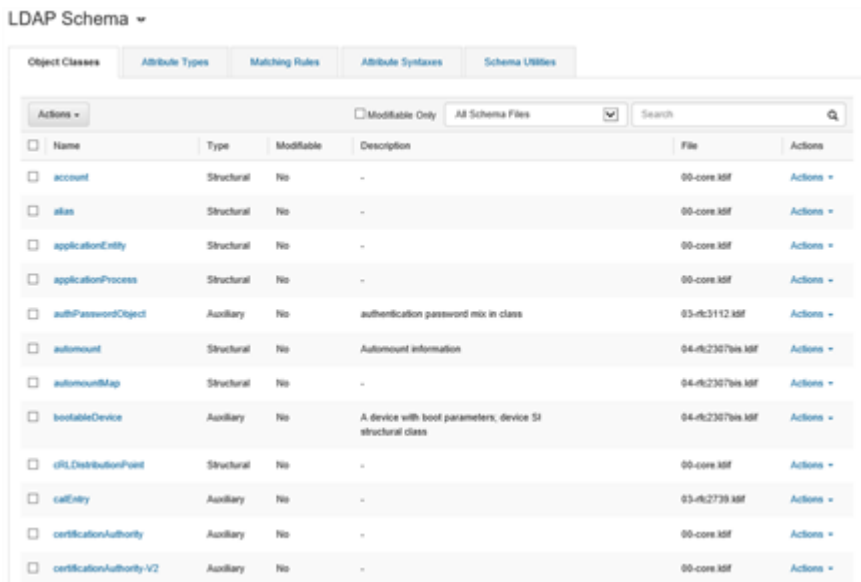 LDAP Schema
Object Classes Attribute Types Matching Rules Attribute Syntaxes Schema Utilities
Actions Modifiable Only All Schema Files Search
Name Type Modifiable Description File Actions
account Structural No - 00-core.ldif Actions
alias Structural No - 00-core.ldif Actions
applicationEntity Structural No - 00-core.ldif Actions
applicationProcess Structural No - 00-core.ldif Actions
authPasswordObject Auxiliary No authentication password mix in class 03-rfc3112.ldif Actions
automount Structural No Automount information 04-rfc2307bis.ldif Actions
automountMap Structural No - 04-rfc2307bis.ldif Actions
bootableDevice Auxiliary No A device with boot parameters; device SH 04-rfc2307bis.ldif Actions
structural class
cRLDistributionPoint Structural No - 00-core.ldif Actions
calEntry Auxiliary No - 03-rfc2739.ldif Actions
certificationAuthority Auxiliary No - 00-core.ldif Actions
certificationAuthority-V2 Auxiliary No - 00-core.ldif Actions